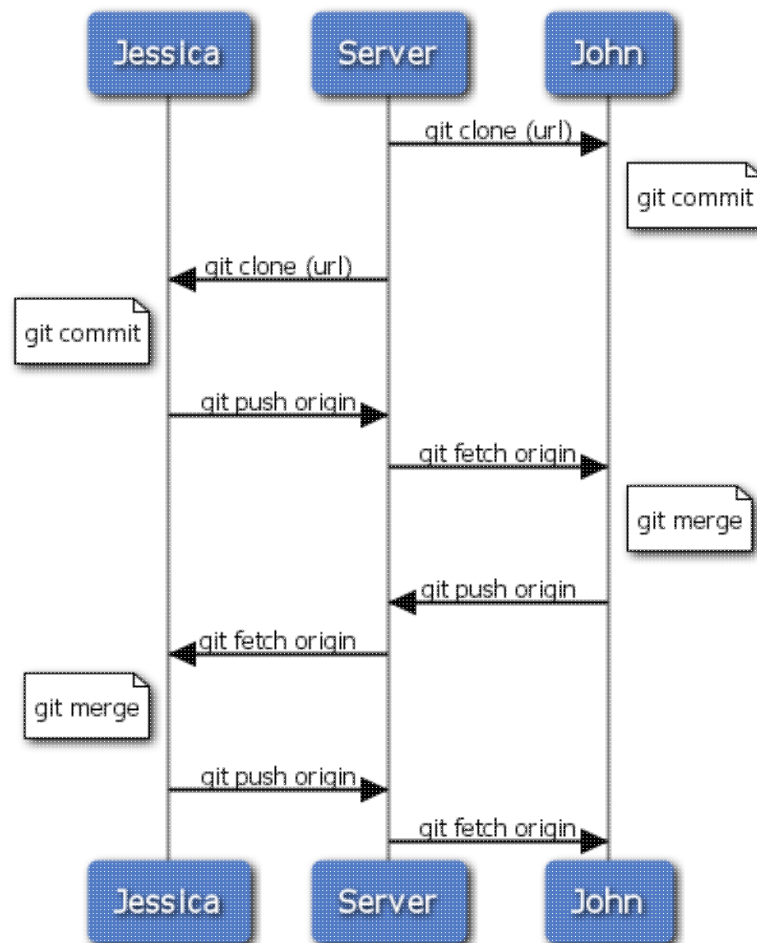 Jessica Server John
git clone (url)
git commit
git clone (url)
git commit
git push origin
git fetch origin
git merge
git push origin
git fetch origin
git merge
git push origin
git fetch origin
Jessica Server John